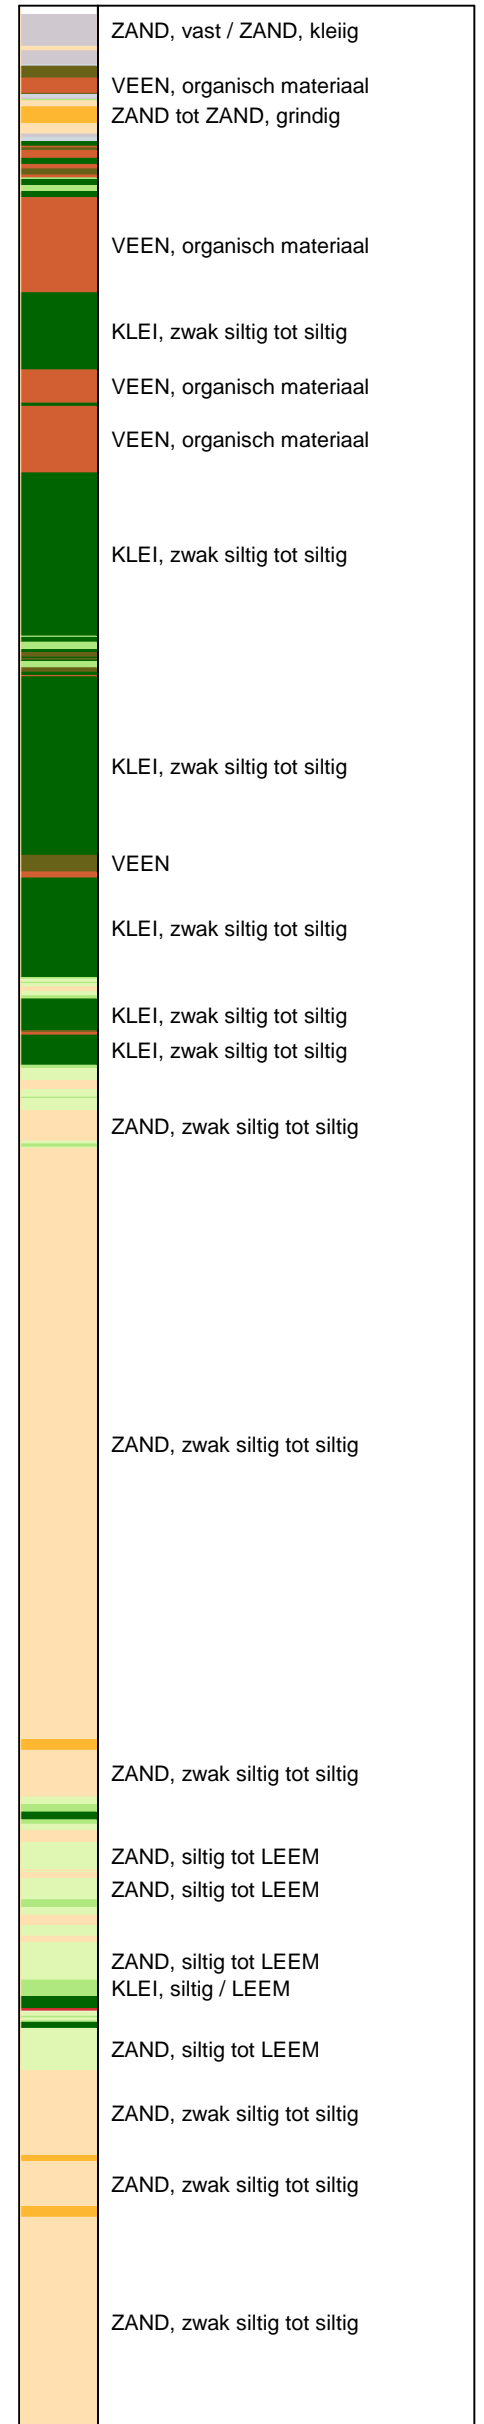 ZAND, vast / ZAND, kleiig
VEEN, organisch materiaal
ZAND tot ZAND, grindig
VEEN, organisch materiaal
KLEI, zwak siltig tot siltig
VEEN, organisch materiaal
VEEN, organisch materiaal
KLEI, zwak siltig tot siltig
KLEI, zwak siltig tot siltig
VEEN
KLEI, zwak siltig tot siltig
KLEI, zwak siltig tot siltig
KLEI, zwak siltig tot siltig
ZAND, zwak siltig tot siltig
ZAND, zwak siltig tot siltig
ZAND, zwak siltig tot siltig
ZAND, siltig tot LEEM
ZAND, siltig tot LEEM
ZAND, siltig tot LEEM
KLEI, siltig / LEEM
ZAND, siltig tot LEEM
ZAND, zwak siltig tot siltig
ZAND, zwak siltig tot siltig
ZAND, zwak siltig tot siltig